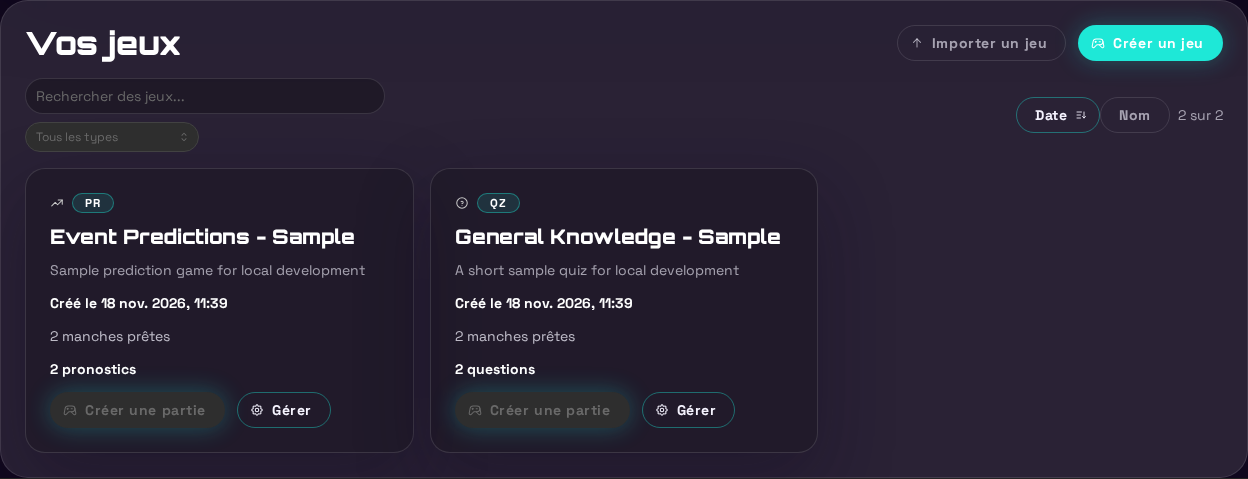 Vos jeux
Importer un jeu
Créer un jeu
Rechercher des jeux...
Tous les types
Date
Nom
2 sur 2
PR
Event Predictions - Sample
Sample prediction game for local development
Créé le 18 nov. 2026, 11:39
2 manches prêtes
2 pronostics
Créer une partie
Gérer
QZ
General Knowledge - Sample
A short sample quiz for local development
Créé le 18 nov. 2026, 11:39
2 manches prêtes
2 questions
Créer une partie
Gérer